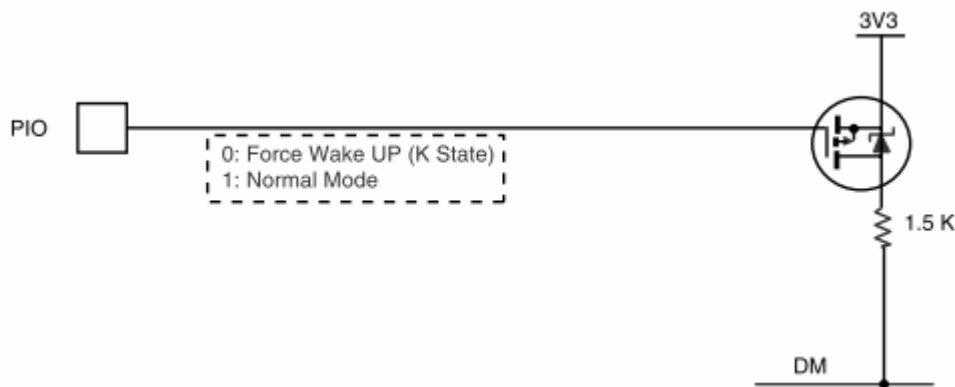 3V3
PIO
0: Force Wake UP (K State)
1: Normal Mode
1.5 K
DM